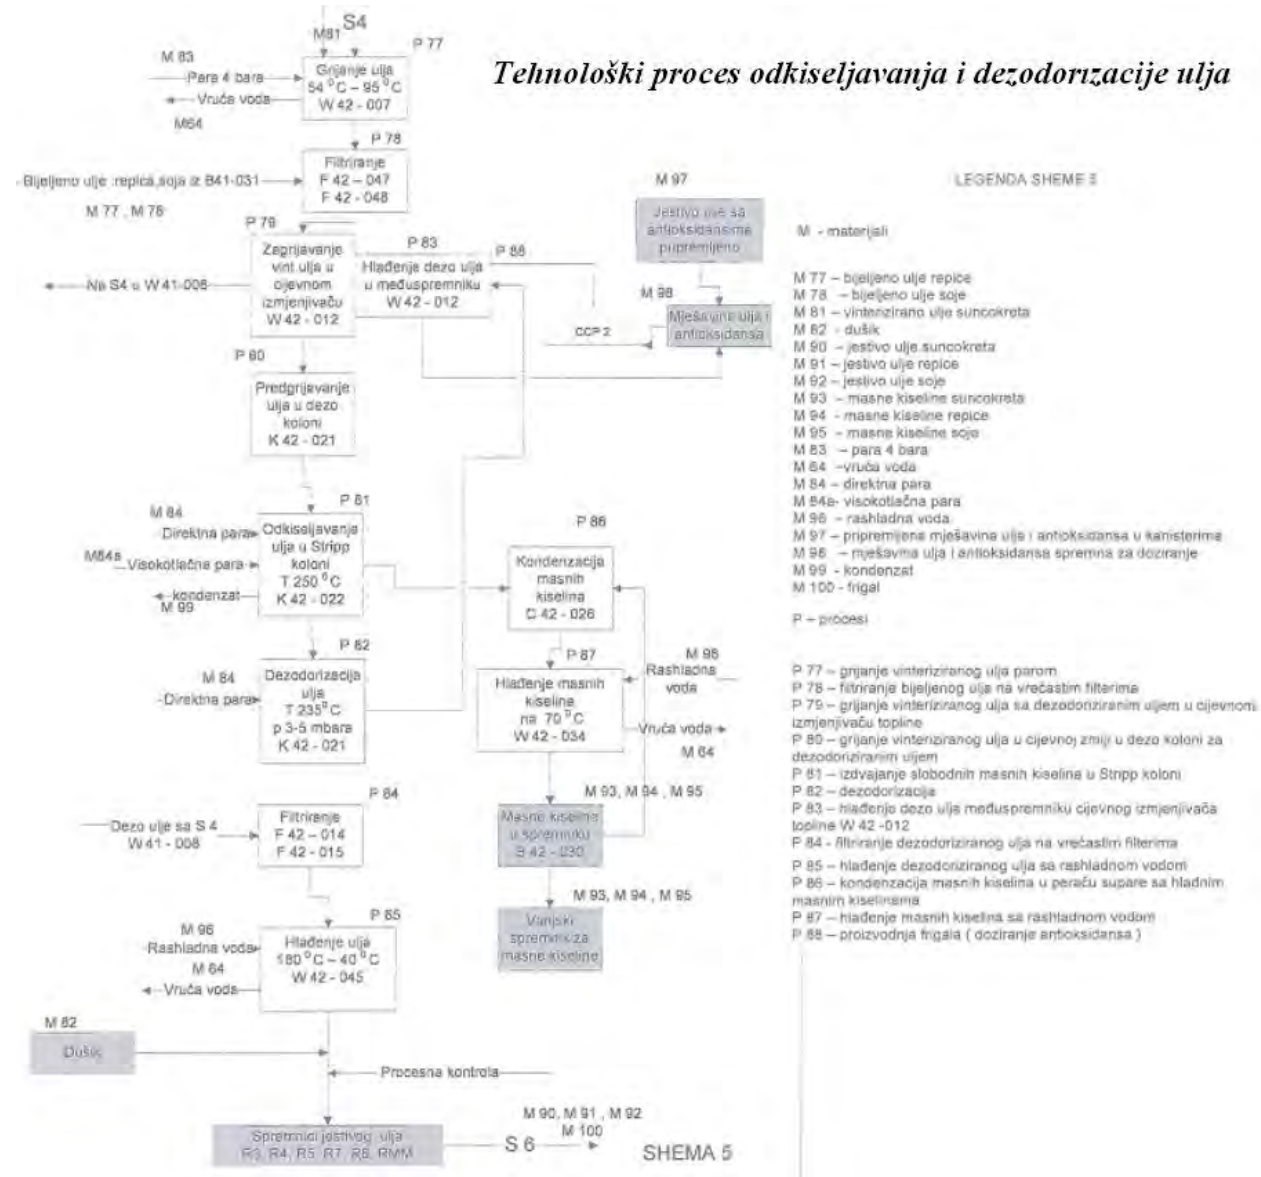 S4
M81
P 77
M 83
Para 4 bara
Vruća voda
M64
Grijanje ulja
54 °C – 95 °C
W 42 - 007
Tehnološki proces odkiseljavanja i dezodorizacije ulja
P 78
Filtriranje
F 42 – 047
F 42 - 048
Bijeljeno ulje repica,soja iz B41-031
M 77 , M 78
P 79
Zagrijavanje
vint ulja u
cijevnom
izmjenjivaču
W 42 - 012
Na S4 u W 41-008
P 83
Hlađenje dezo ulja
u međuspremniku
W 42 - 012
P 88
CCP 2
M 97
Jestivo ulje sa
antioksidansima
pripremljeno
M 98
Mješavina ulja i
antioksidansa
P 80
Predgrijavanje
ulja u dezo
koloni
K 42 - 021
P 81
M 84
Direktna para
M84a
Visokotlačna para
kondenzat
M 99
Odkiseljavanje
ulja u Stripp
koloni
T 250 °C
K 42 - 022
P 82
M 84
Direktna para
Dezodorizacija
ulja
T 235°C
p 3-5 mbara
K 42 - 021
P 86
Kondenzacija
masnih
kiselina
C 42 - 026
P 87
Hlađenje masnih
kiselina
na 70 °C
W 42 - 034
M 96
Rashladna
voda
Vruća voda
M 64
M 93, M 94 , M 95
Masne kiseline
u spremniku
B 42 - 030
M 93, M 94 , M 95
Vanjski
spremnik za
masne kiseline
P 84
Dezo ulje sa S 4
W 41 - 008
Filtriranje
F 42 – 014
F 42 – 015
P 85
M 96
Rashladna voda
M 64
Vruća voda
Hlađenje ulja
180 °C – 40 °C
W 42 - 045
M 82
Dušik
Procesna kontrola
Spremnici jestivog ulja
R3, R4, R5, R7, R8, RMM
M 90, M 91 , M 92
M 100
S 6
SHEMA 5
LEGENDA SHEME 5
M - materijali
M 77 – bijeljeno ulje repice
M 78 – bijeljeno ulje soje
M 81 – vinterizirano ulje suncokreta
M 82 - dušik
M 90 – jestivo ulje suncokreta
M 91 – jestivo ulje repice
M 92 – jestivo ulje soje
M 93 – masne kiseline suncokreta
M 94 - masne kiseline repice
M 95 – masne kiseline soje
M 83 – para 4 bara
M 64 –vruća voda
M 84 – direktna para
M 84a- visokotlačna para
M 96 – rashladna voda
M 97 – pripremljena mješavina ulja i antioksidansa u kanisterima
M 98 – mješavina ulja i antioksidansa spremna za doziranje
M 99 - kondenzat
M 100 - frigal
P – procesi
P 77 – grijanje vinteriziranog ulja parom
P 78 – filtriranje bijeljenog ulja na vrećastim filterima
P 79 – grijanje vinteriziranog ulja sa dezodoriziranim uljem u cijevnom
izmjenjivaču topline
P 80 – grijanje vinteriziranog ulja u cijevnoj zmiji u dezo koloni za
dezodoriziranim uljem
P 81 – izdvajanje slobodnih masnih kiselina u Stripp koloni
P 82 – dezodorizacija
P 83 – hlađenje dezo ulja međuspremniku cijevnog izmjenjivača
topline W 42 -012
P 84 - filtriranje dezodoriziranog ulja na vrećastim filterima
P 85 – hlađenje dezodoriziranog ulja sa rashladnom vodom
P 86 – kondenzacija masnih kiselina u peraču supare sa hladnim
masnim kiselinama
P 87 – hlađenje masnih kiselina sa rashladnom vodom
P 88 – proizvodnja frigala ( doziranje antioksidansa )